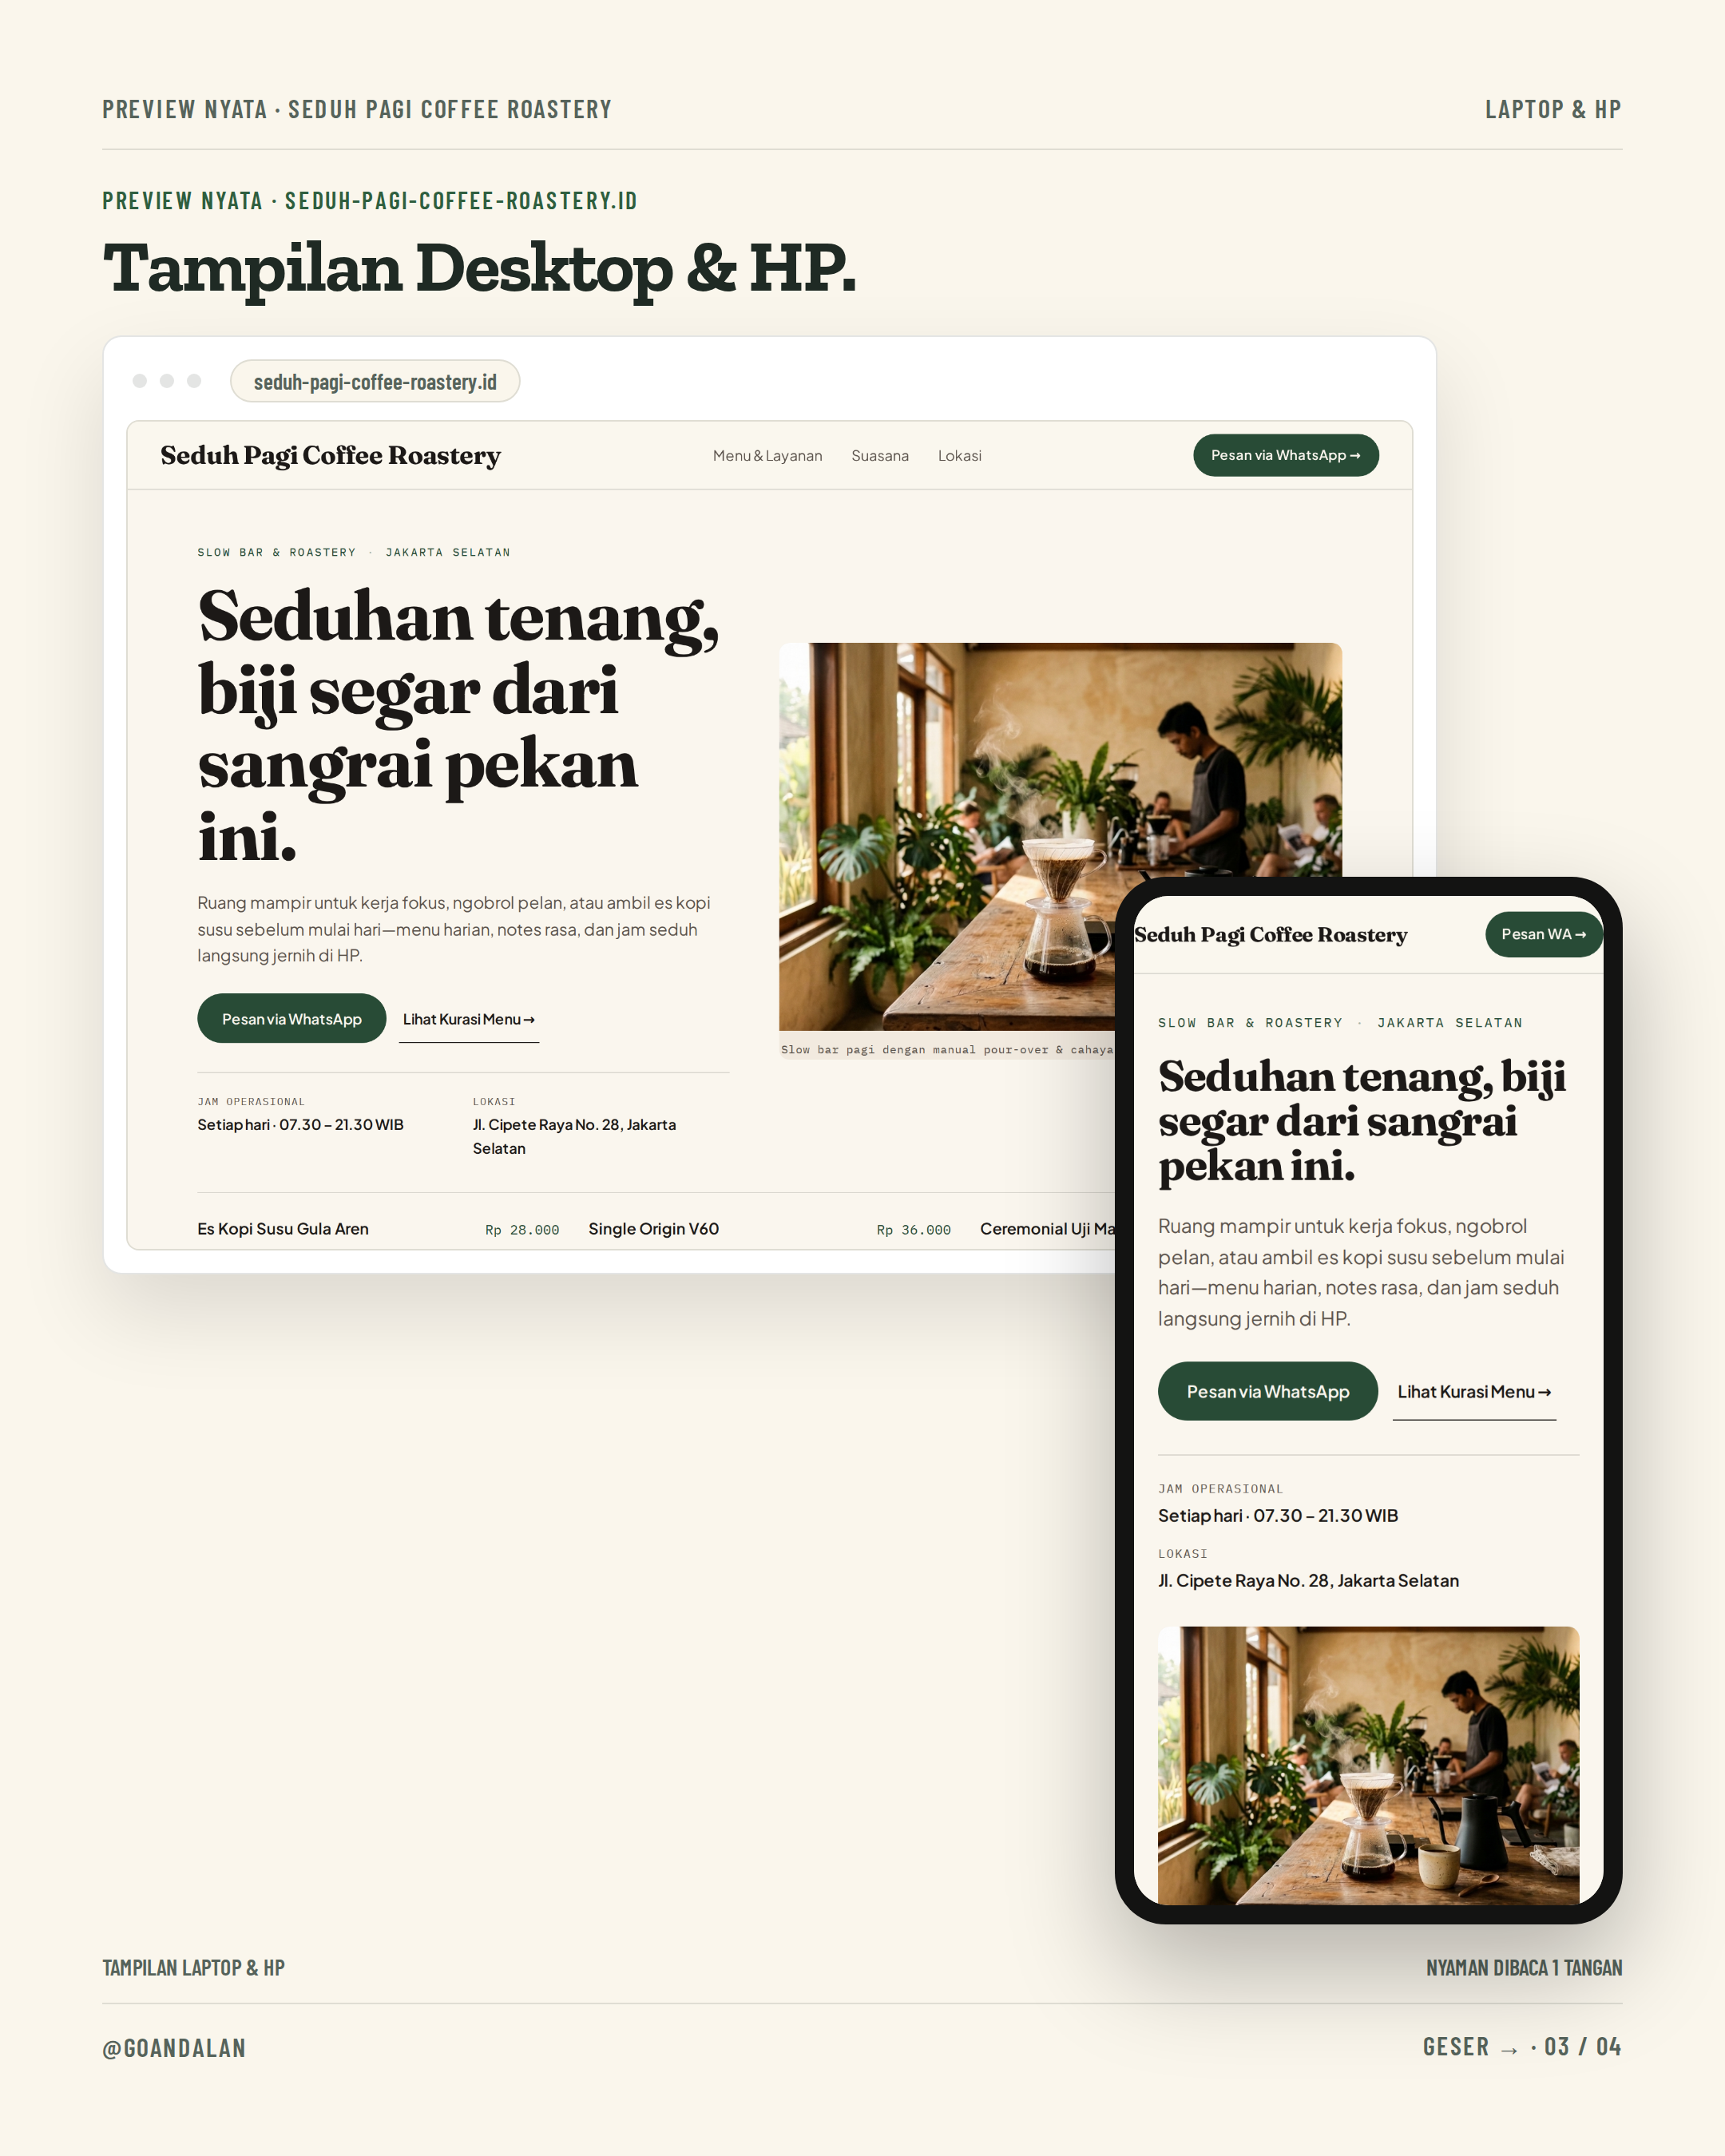 PREVIEW NYATA · SEDUH PAGI COFFEE ROASTERY
LAPTOP & HP
PREVIEW NYATA · SEDUH-PAGI-COFFEE-ROASTERY.ID
Tampilan Desktop & HP.
seduh-pagi-coffee-roastery.id
Seduh Pagi Coffee Roastery
Menu & Layanan
Suasana
Lokasi
Pesan via WhatsApp →
SLOW BAR & ROASTERY · JAKARTA SELATAN
Seduhan tenang,
biji segar dari
sangrai pekan
ini.
Ruang mampir untuk kerja fokus, ngobrol pelan, atau ambil es kopi
susu sebelum mulai hari—menu harian, notes rasa, dan jam seduh
langsung jernih di HP.
Pesan via WhatsApp
Lihat Kurasi Menu →
JAM OPERASIONAL
Setiap hari · 07.30 – 21.30 WIB
LOKASI
Jl. Cipete Raya No. 28, Jakarta
Selatan
Slow bar pagi dengan manual pour-over & cahaya
Es Kopi Susu Gula Aren
Rp 28.000
Single Origin V60
Rp 36.000
Ceremonial Uji Ma
Seduh Pagi Coffee Roastery
Pesan WA →
SLOW BAR & ROASTERY · JAKARTA SELATAN
Seduhan tenang, biji
segar dari sangrai
pekan ini.
Ruang mampir untuk kerja fokus, ngobrol
pelan, atau ambil es kopi susu sebelum mulai
hari—menu harian, notes rasa, dan jam seduh
langsung jernih di HP.
Pesan via WhatsApp
Lihat Kurasi Menu →
JAM OPERASIONAL
Setiap hari · 07.30 – 21.30 WIB
LOKASI
Jl. Cipete Raya No. 28, Jakarta Selatan
TAMPILAN LAPTOP & HP
NYAMAN DIBACA 1 TANGAN
@GOANDALAN
GESER → · 03 / 04